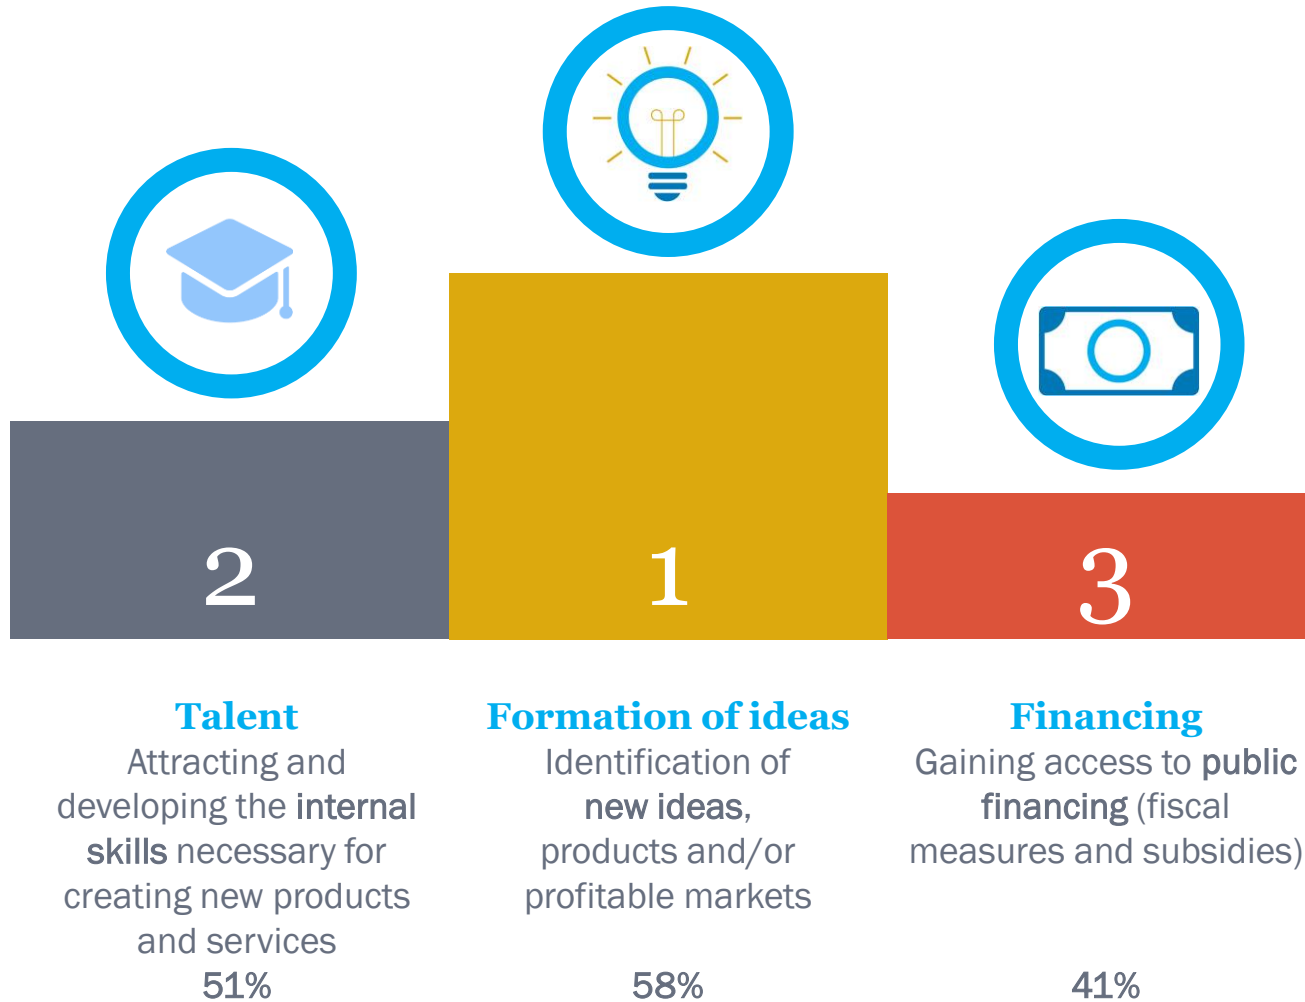 2
1
3
Talent
Attracting and
developing the internal
skills necessary for
creating new products
and services
51%
Formation of ideas
Identification of
new ideas,
products and/or
profitable markets
58%
Financing
Gaining access to public
financing (fiscal
measures and subsidies)
41%